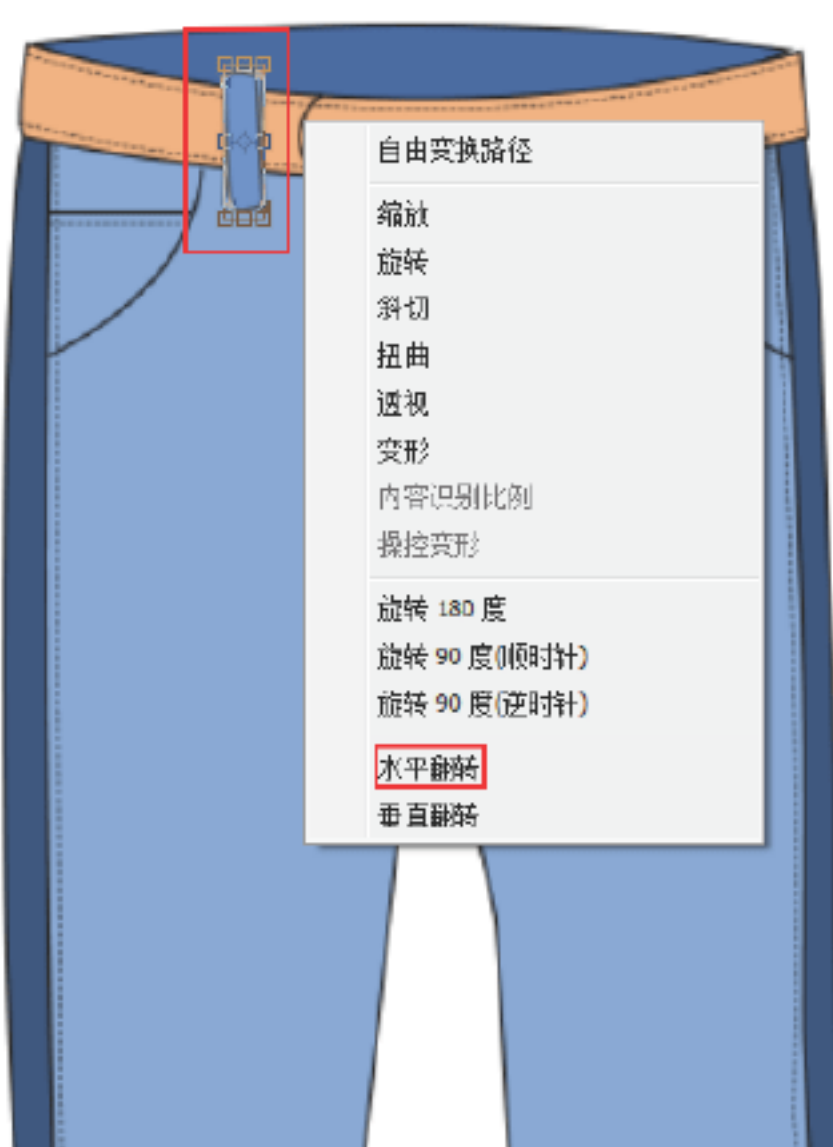 自由变换路径
缩放
旋转
斜切
扭曲
透视
变形
内容识别比例
操控变形
旋转 180 度
旋转 90 度(顺时针)
旋转 90 度(逆时针)
水平翻转
垂直翻转